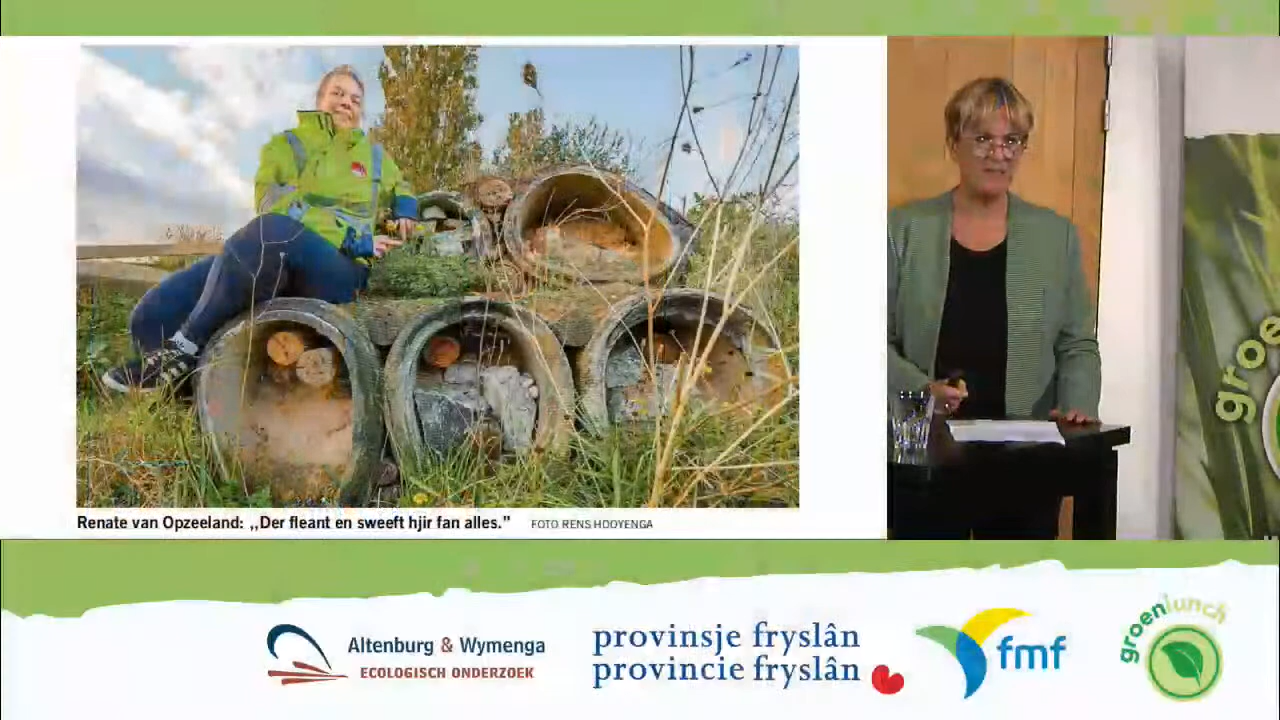 Renate van Opzeeland: ,,Der fleant en sweeft hjir fan alles.” FOTO RENS HOOYENGA
groe
Altenburg & Wymenga
ECOLOGISCH ONDERZOEK
provinsje fryslân
provincie fryslân
fmf
groenlunch